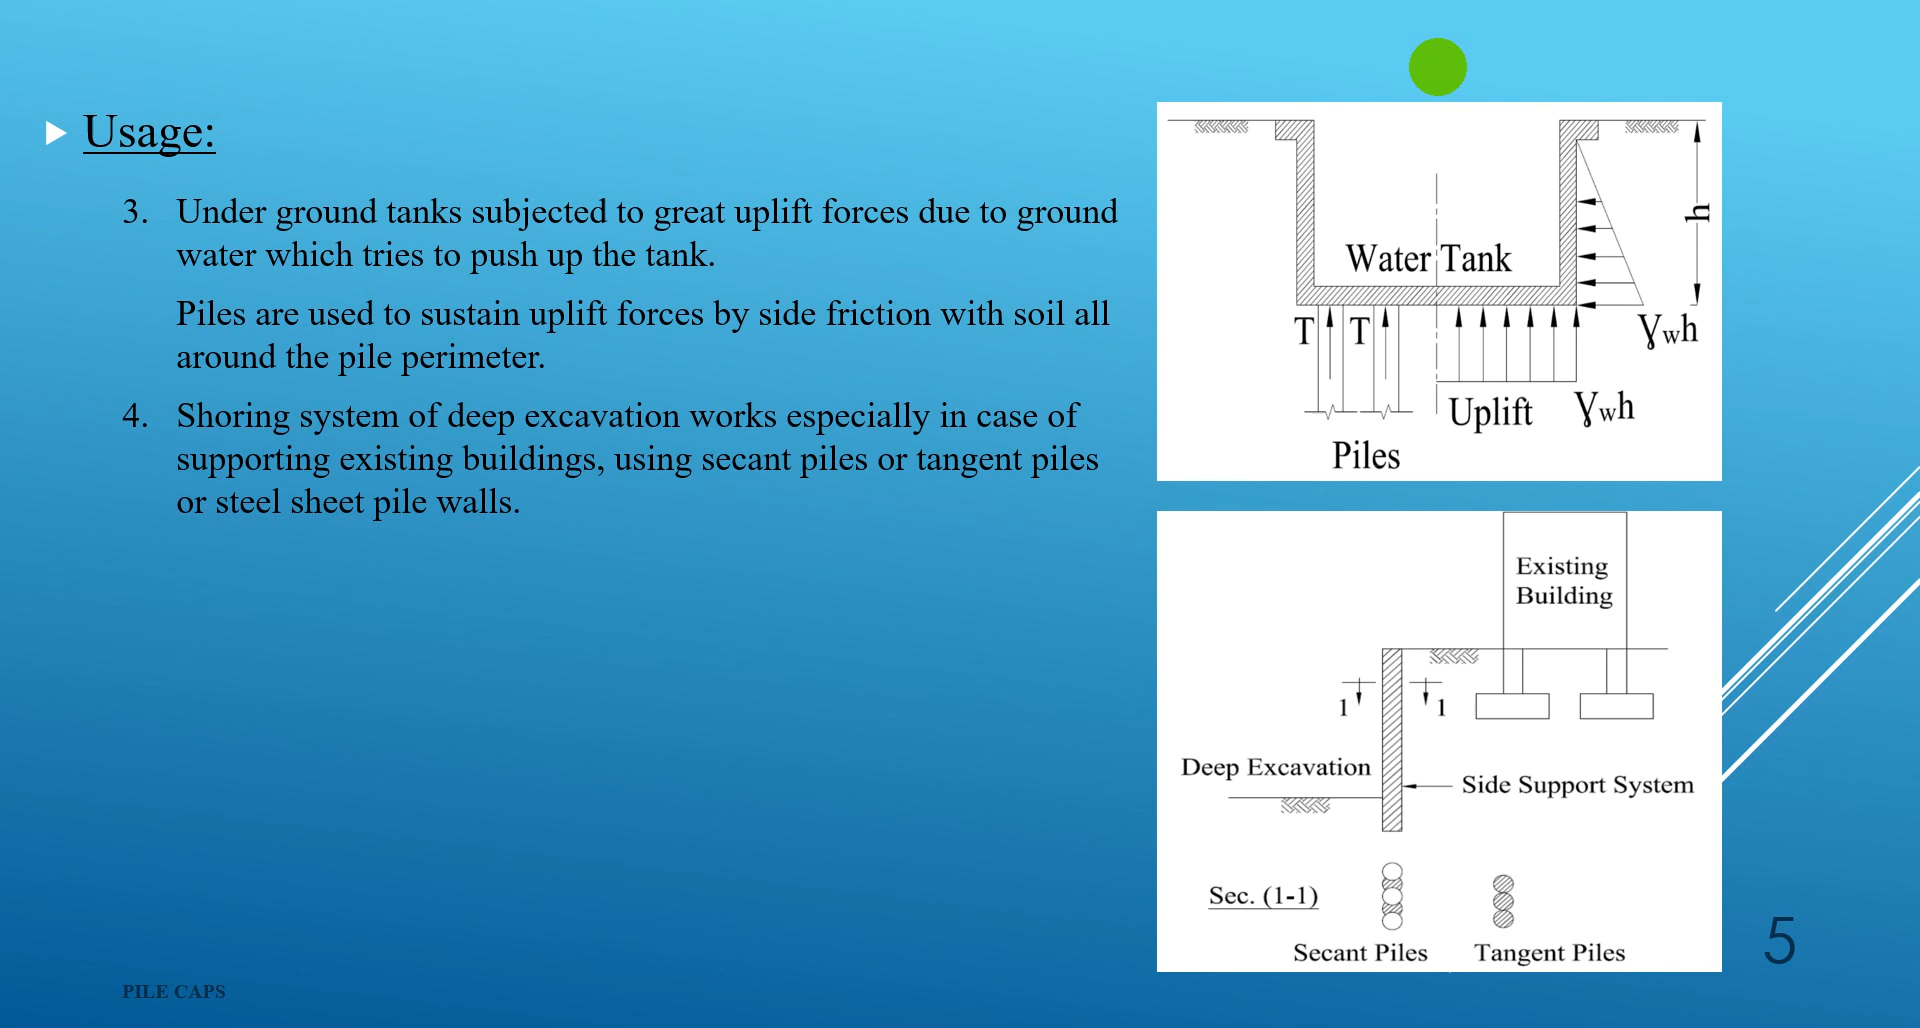 Usage:
3. Under ground tanks subjected to great uplift forces due to ground
water which tries to push up the tank.
Piles are used to sustain uplift forces by side friction with soil all
around the pile perimeter.
4. Shoring system of deep excavation works especially in case of
supporting existing buildings, using secant piles or tangent piles
or steel sheet pile walls.
h
Water Tank
T T
γwh
Uplift γwh
Piles
Existing
Building
1 1
Deep Excavation
Side Support System
Sec. (1-1)
Secant Piles Tangent Piles
5
PILE CAPS